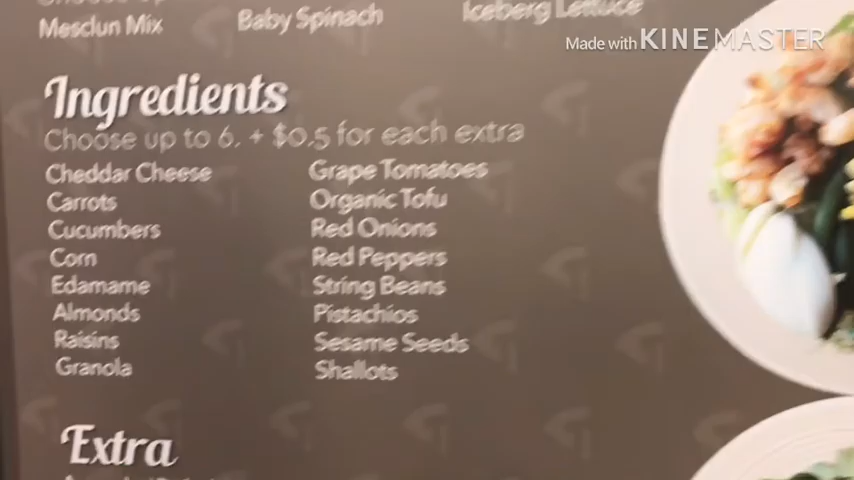 Mesclun Mix Baby Spinach Iceberg Lettuce
Made with KINEMASTER
Ingredients
Choose up to 6. + $0.5 for each extra
Cheddar Cheese Grape Tomatoes
Carrots Organic Tofu
Cucumbers Red Onions
Corn Red Peppers
Edamame String Beans
Almonds Pistachios
Raisins Sesame Seeds
Granola Shallots
Extra